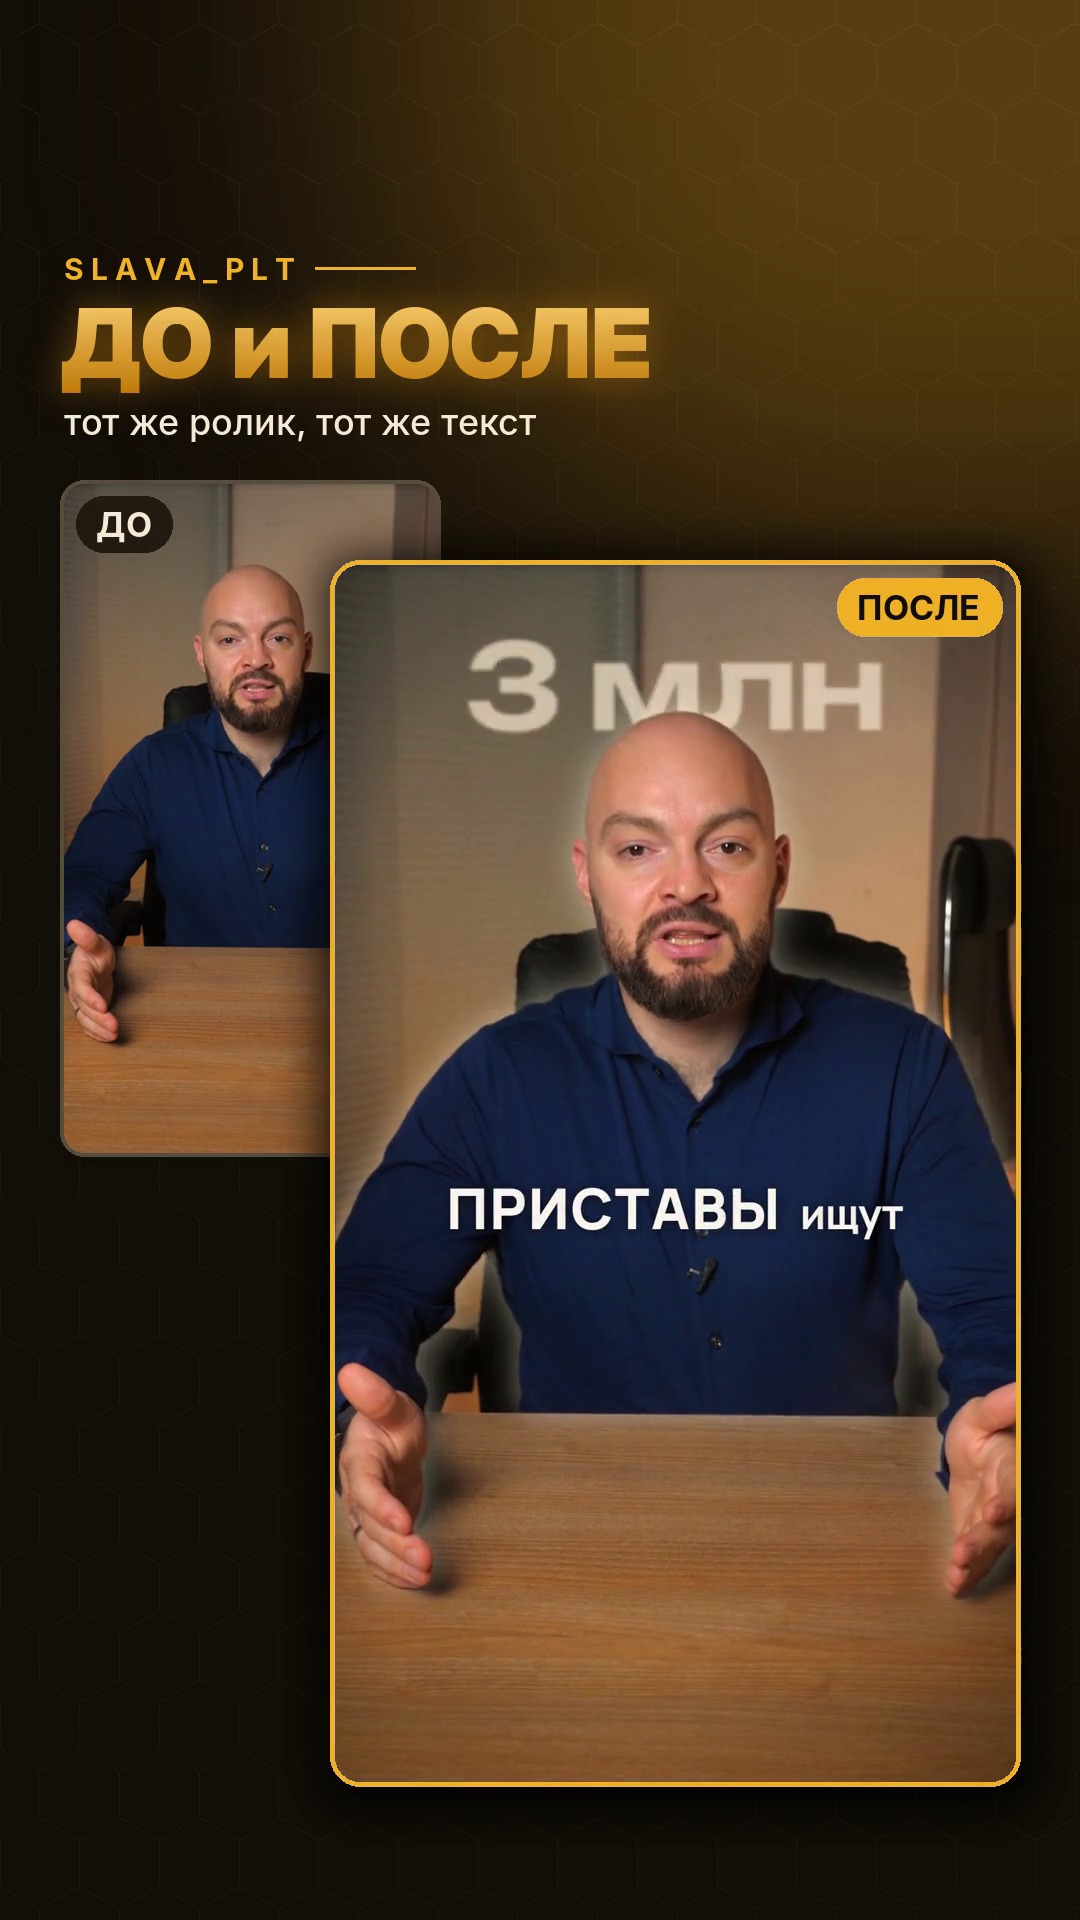 SLAVA_PLT
ДО и ПОСЛЕ
тот же ролик, тот же текст
ДО
ПОСЛЕ
3 млн
ПРИСТАВЫ ищут